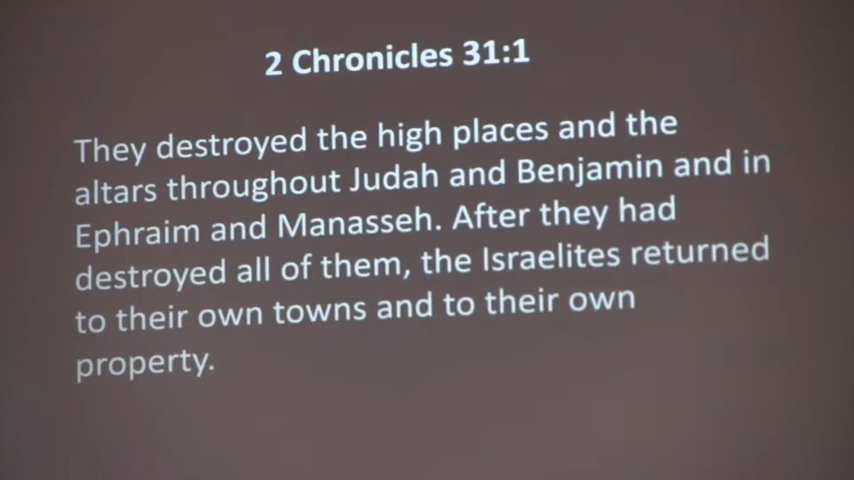 2 Chronicles 31:1
They destroyed the high places and the
altars throughout Judah and Benjamin and in
Ephraim and Manasseh. After they had
destroyed all of them, the Israelites returned
to their own towns and to their own
property.